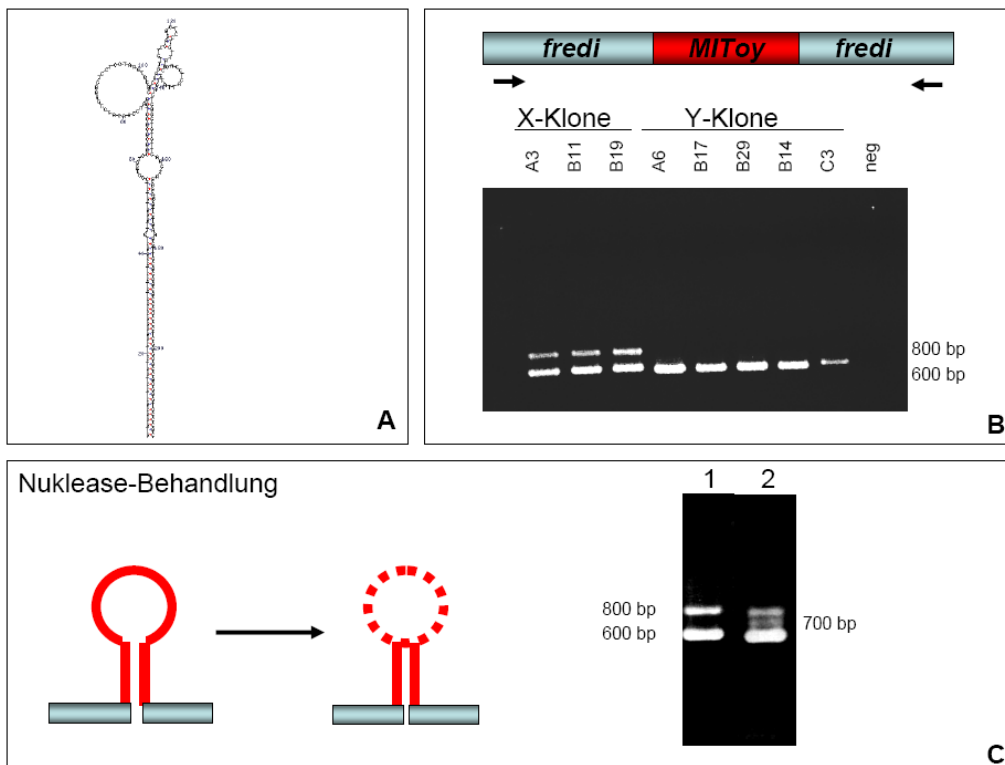 A
fredi MIToy fredi
X-Klone Y-Klone
A3 B11 B19 A6 B17 B29 B14 C3 neg
800 bp
600 bp
B
Nuklease-Behandlung
1 2
800 bp
600 bp
700 bp
C